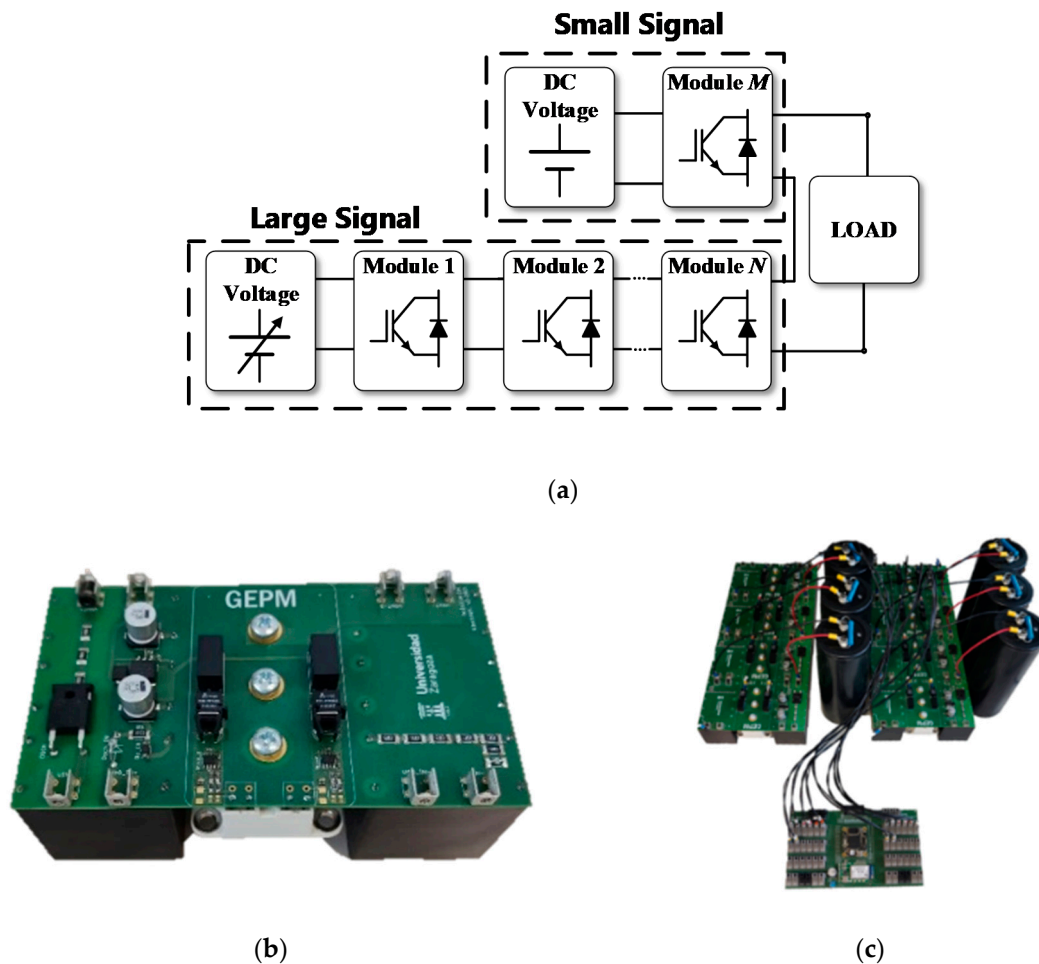 Small Signal
DC
Voltage
Module M
Large Signal
DC
Voltage
Module 1
Module 2
Module N
LOAD
(a)
GEPM
Universidad
Zaragoza
(b)
(c)